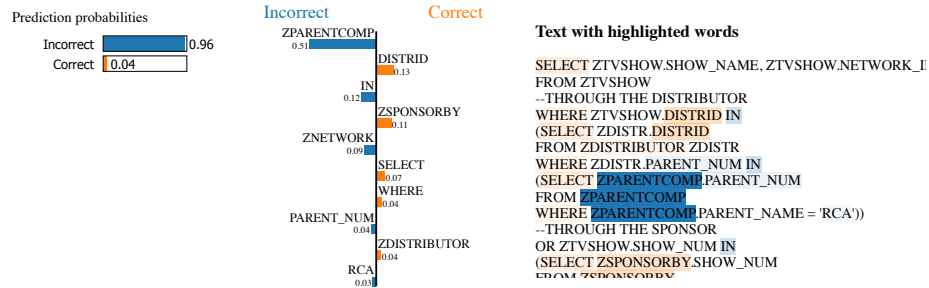 Prediction probabilities
Incorrect 0.96
Correct 0.04
Incorrect Correct
ZPARENTCOMP
0.51
DISTRID
0.13
IN
0.12
ZSPONSORBY
0.11
ZNETWORK
0.09
SELECT
0.07
WHERE
0.04
PARENT_NUM
0.04
ZDISTRIBUTOR
0.04
RCA
0.03
Text with highlighted words
SELECT ZTVSHOW.SHOW_NAME, ZTVSHOW.NETWORK_I
FROM ZTVSHOW
--THROUGH THE DISTRIBUTOR
WHERE ZTVSHOW.DISTRID IN
(SELECT ZDISTR.DISTRID
FROM ZDISTRIBUTOR ZDISTR
WHERE ZDISTR.PARENT_NUM IN
(SELECT ZPARENTCOMP.PARENT_NUM
FROM ZPARENTCOMP
WHERE ZPARENTCOMP.PARENT_NAME = 'RCA'))
--THROUGH THE SPONSOR
OR ZTVSHOW.SHOW_NUM IN
(SELECT ZSPONSORBY.SHOW_NUM
FROM ZSPONSORBY